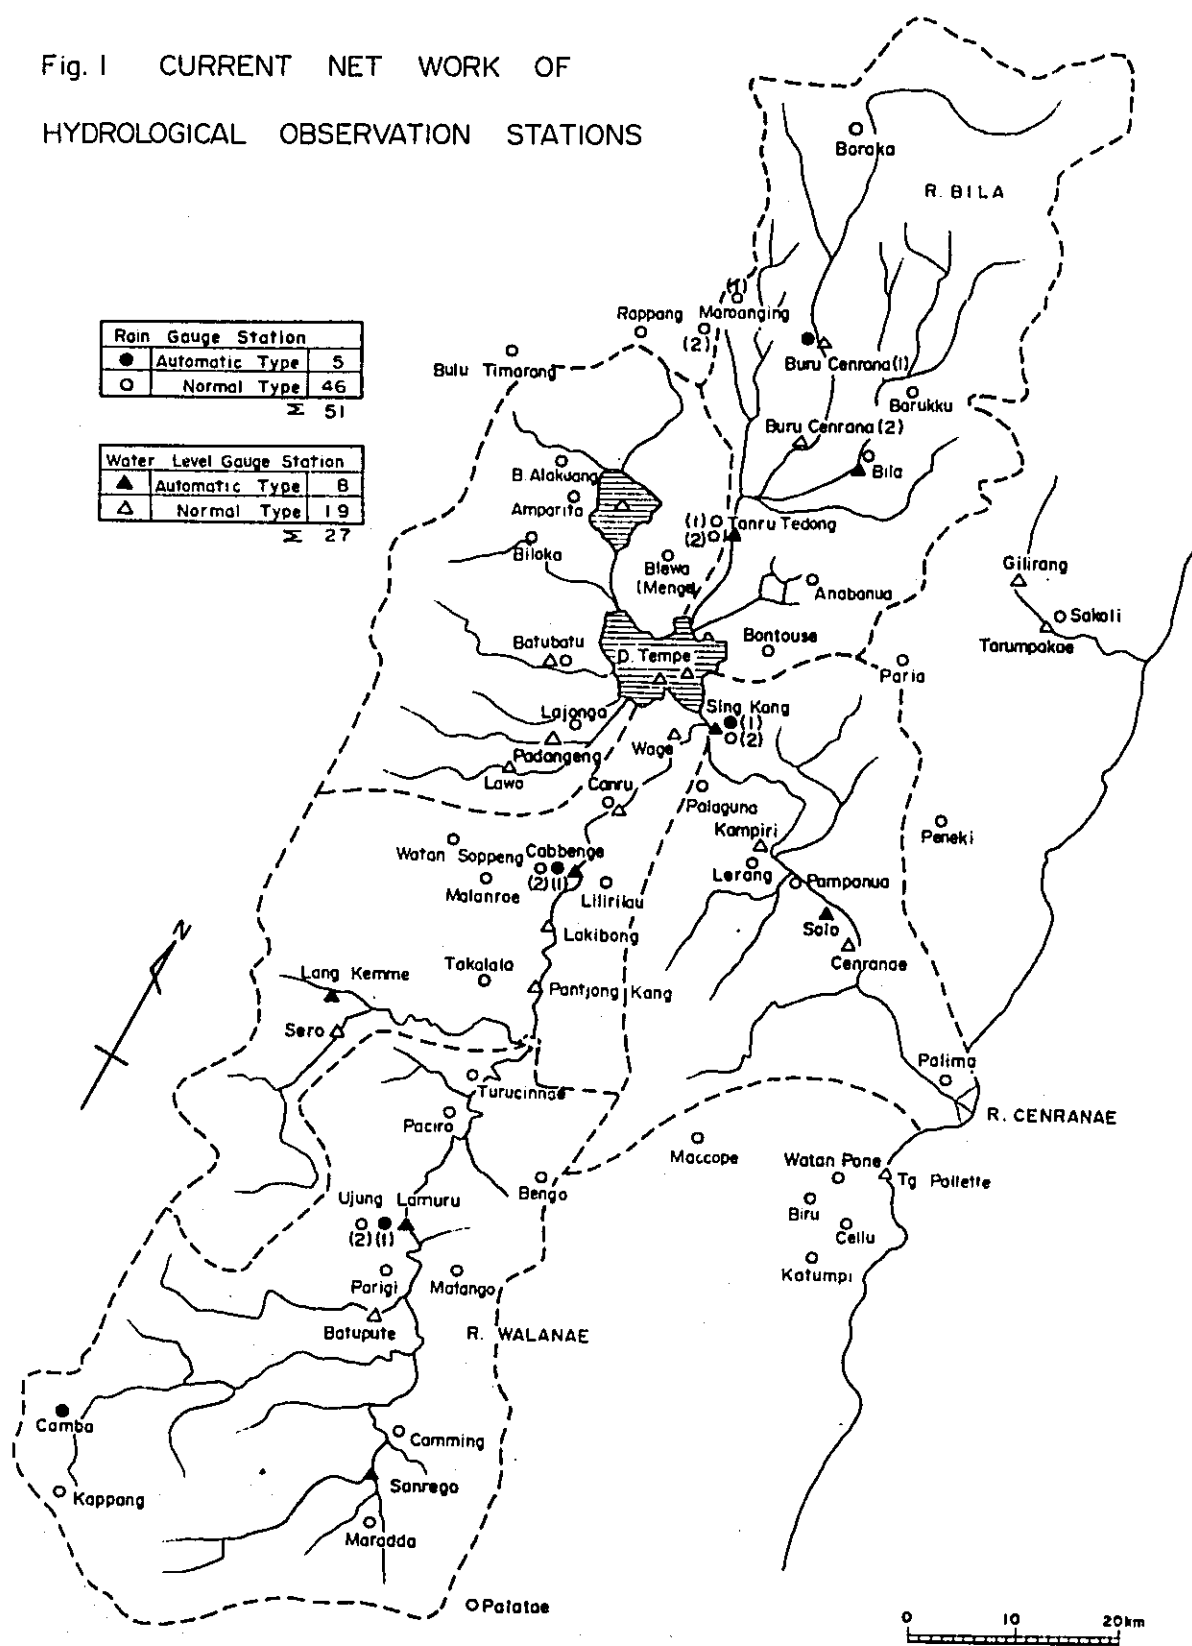 Fig. 1 CURRENT NET WORK OF
HYDROLOGICAL OBSERVATION STATIONS
Baraka
R. BILA
(1)
Maroanging
Rappang
(2)
Rain Gauge Station
● Automatic Type 5
○ Normal Type 46
Σ 51
Bulu Timarang
Buru Cenrana (1)
Barukku
Buru Cenrana (2)
Water Level Gauge Station
▲ Automatic Type 8
△ Normal Type 19
Σ 27
B. Alakuang
Bila
Amparita
(1) Tanru Tedong
(2)
Biloka
Blewa
(Menge)
Anabanua
Gilirang
Sakoli
Tarumpakae
Batubatu
D. Tempe
Bontouse
Paria
Lajonga
Sing Kang
(1)
(2)
Padangeng
Wage
Lawo
Canru
Palaguna
Kampiri
Peneki
Watan Soppeng
Cabbenge
(2)(1)
Malanroe
Lilirilau
Lerang
Pampanua
Salo
Lakibong
Cenranae
N
Lang Kemme
Takalala
Pantjong Kang
Sero
Palima
Turucinnae
R. CENRANAE
Paciro
Maccope
Watan Pone
Tg Pallette
Bengo
Ujung Lamuru
(2)(1)
Biru
Cellu
Katumpi
Parigi
Matango
Batupute
R. WALANAE
Camba
Camming
Kappang
Sanrego
Maradda
Palatae
0 10 20km